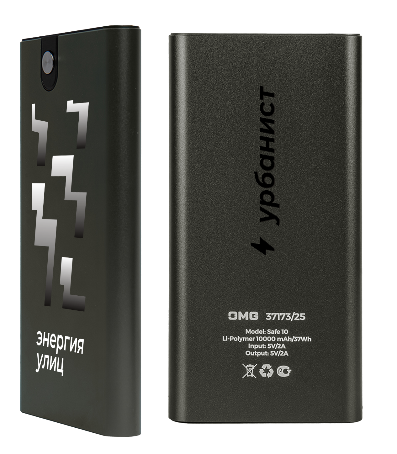 энергия
улиц
урбанист
OMG 37173/25
Model: Safe 10
Li-Polymer 10000 mAh/37Wh
Input: 5V/2A
Output: 5V/2A